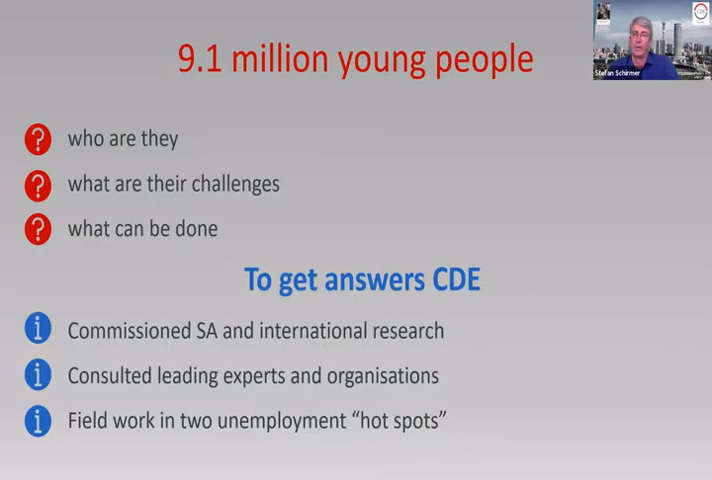 9.1 million young people
CDE
Stefan Schirmer
who are they
what are their challenges
what can be done
To get answers CDE
Commissioned SA and international research
Consulted leading experts and organisations
Field work in two unemployment “hot spots”